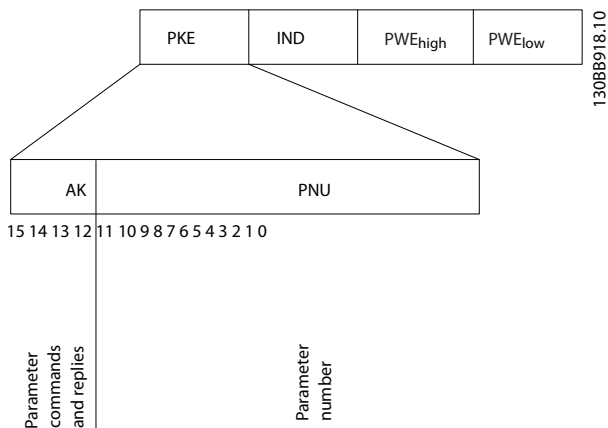 PKE IND PWEhigh PWElow
130BB918.10
AK PNU
15 14 13 12 11 10 9 8 7 6 5 4 3 2 1 0
Parameter
commands
and replies
Parameter
number